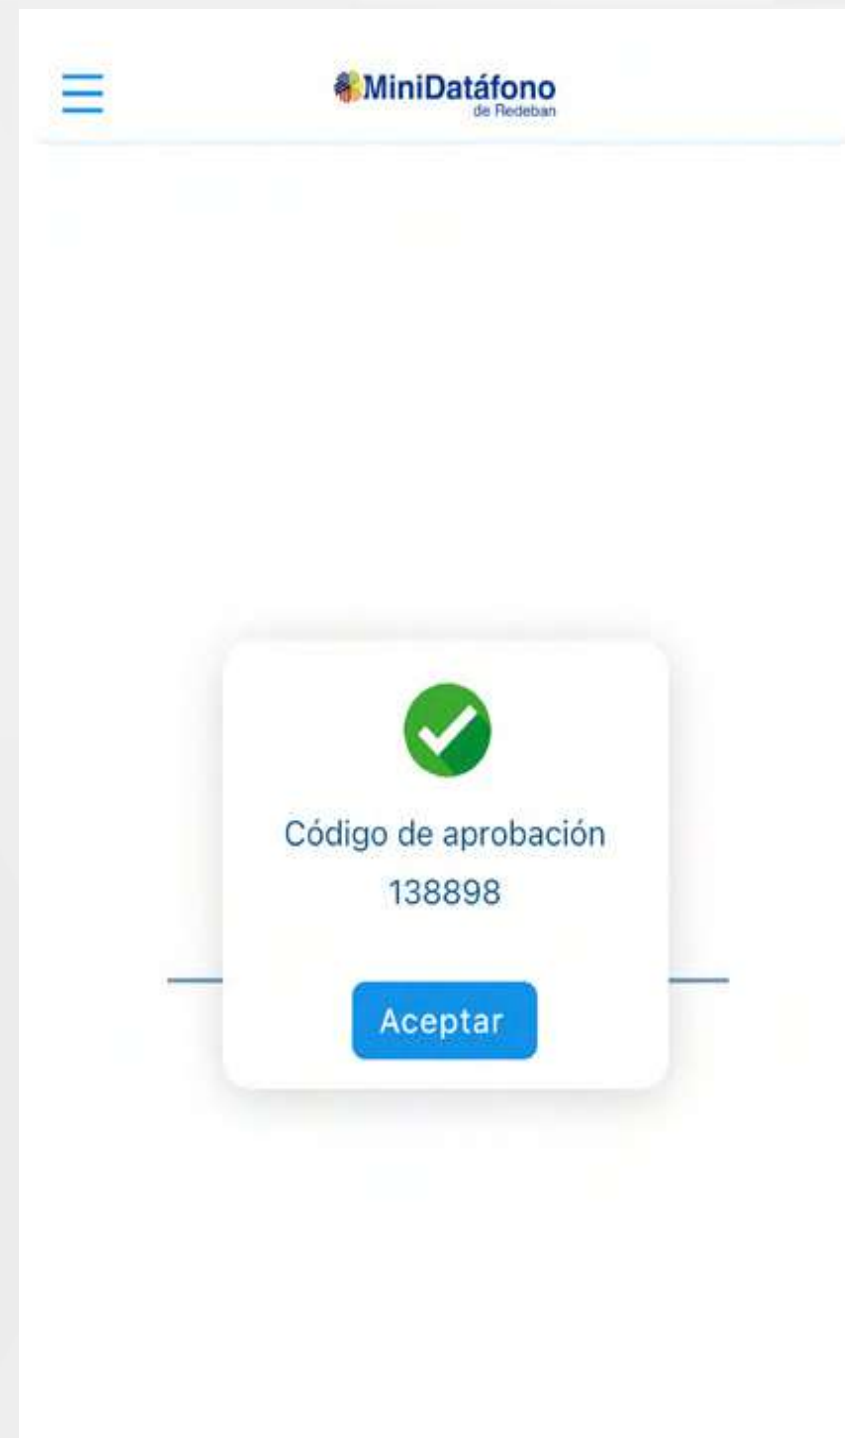 MiniDatáfono
de Redeban
Código de aprobación
138898
Aceptar